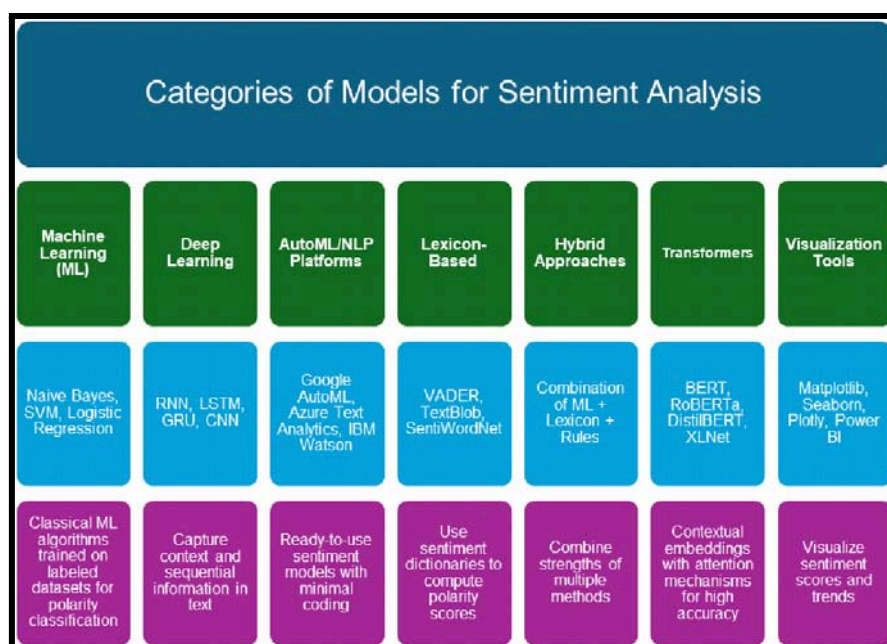 Categories of Models for Sentiment Analysis
Machine
Learning
(ML)
Deep
Learning
AutoML/NLP
Platforms
Lexicon-
Based
Hybrid
Approaches
Transformers
Visualization
Tools
Naive Bayes,
SVM, Logistic
Regression
RNN, LSTM,
GRU, CNN
Google
AutoML,
Azure Text
Analytics, IBM
Watson
VADER,
TextBlob,
SentiWordNet
Combination
of ML +
Lexicon +
Rules
BERT,
RoBERTa,
DistilBERT,
XLNet
Matplotlib,
Seaborn,
Plotly, Power
BI
Classical ML
algorithms
trained on
labeled
datasets for
polarity
classification
Capture
context and
sequential
information in
text
Ready-to-use
sentiment
models with
minimal
coding
Use
sentiment
dictionaries to
compute
polarity
scores
Combine
strengths of
multiple
methods
Contextual
embeddings
with attention
mechanisms
for high
accuracy
Visualize
sentiment
scores and
trends